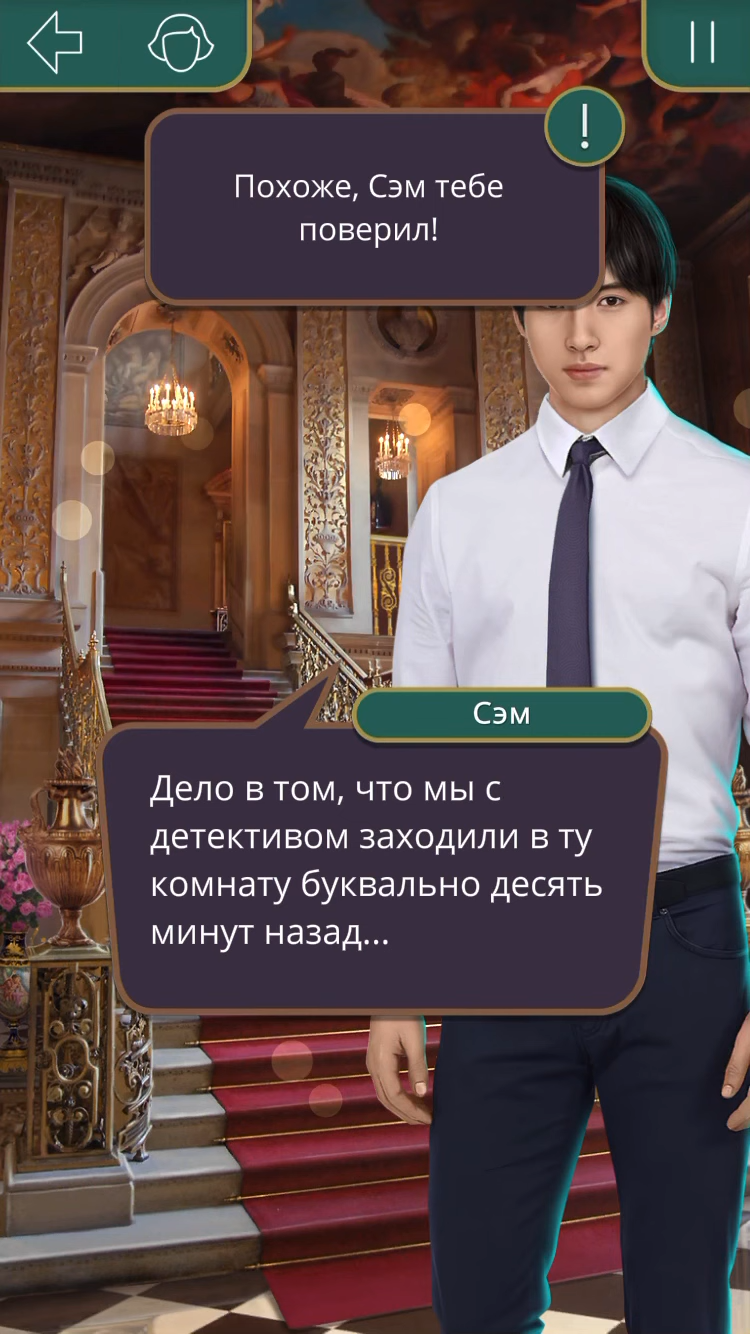 Похоже, Сэм тебе
поверил!
Сэм
Дело в том, что мы с
детективом заходили в ту
комнату буквально десять
минут назад...